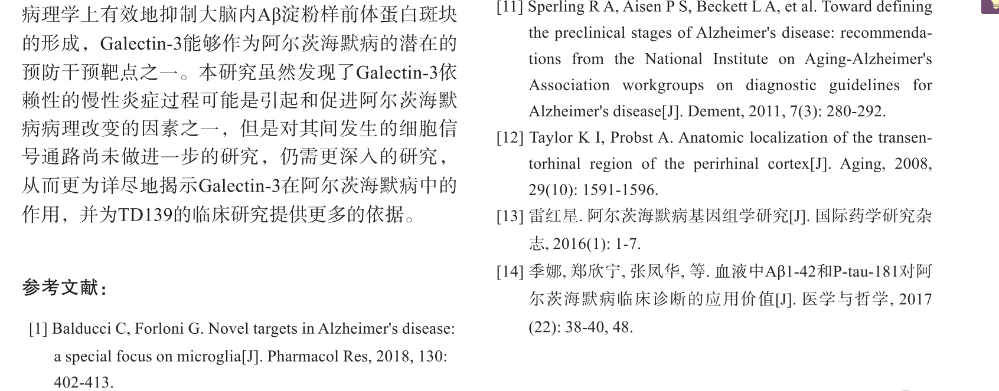 病理学上有效地抑制大脑内Aβ淀粉样前体蛋白斑块
的形成，Galectin-3能够作为阿尔茨海默病的潜在的
预防干预靶点之一。本研究虽然发现了Galectin-3依
赖性的慢性炎症过程可能是引起和促进阿尔茨海默
病病理改变的因素之一，但是对其间发生的细胞信
号通路尚未做进一步的研究，仍需更深入的研究，
从而更为详尽地揭示Galectin-3在阿尔茨海默病中的
作用，并为TD139的临床研究提供更多的依据。
参考文献：
[1] Balducci C, Forloni G. Novel targets in Alzheimer's disease:
a special focus on microglia[J]. Pharmacol Res, 2018, 130:
402-413.
[11] Sperling R A, Aisen P S, Beckett L A, et al. Toward defining
the preclinical stages of Alzheimer's disease: recommenda-
tions from the National Institute on Aging-Alzheimer's
Association workgroups on diagnostic guidelines for
Alzheimer's disease[J]. Dement, 2011, 7(3): 280-292.
[12] Taylor K I, Probst A. Anatomic localization of the transen-
torhinal region of the perirhinal cortex[J]. Aging, 2008,
29(10): 1591-1596.
[13] 雷红星. 阿尔茨海默病基因组学研究[J]. 国际药学研究杂
志, 2016(1): 1-7.
[14] 季娜, 郑欣宁, 张凤华, 等. 血液中Aβ1-42和P-tau-181对阿
尔茨海默病临床诊断的应用价值[J]. 医学与哲学, 2017
(22): 38-40, 48.